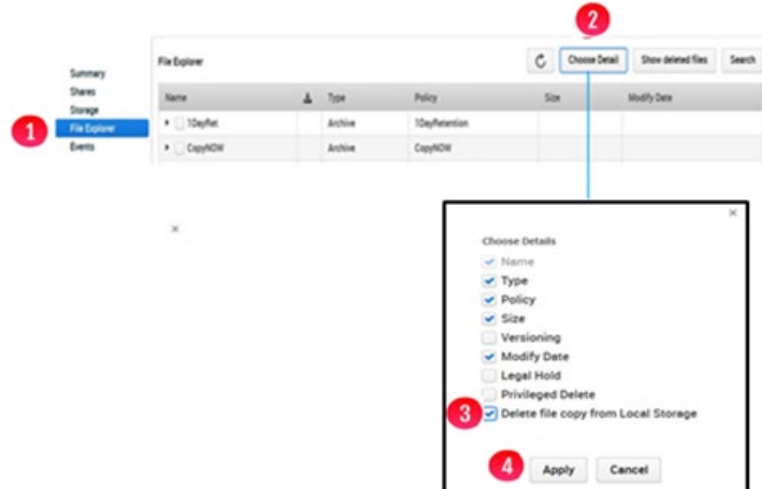 2
File Explorer
Choose Detail
Show deleted files
Search
Summary
Shares
Storage
1
File Explorer
Events
Name
Type
Policy
Size
Modify Date
1DayRet
Archive
1DayRetention
CopyNOW
Archive
CopyNOW
×
×
Choose Details
Name
Type
Policy
Size
Versioning
Modify Date
Legal Hold
Privileged Delete
3
Delete file copy from Local Storage
4
Apply
Cancel